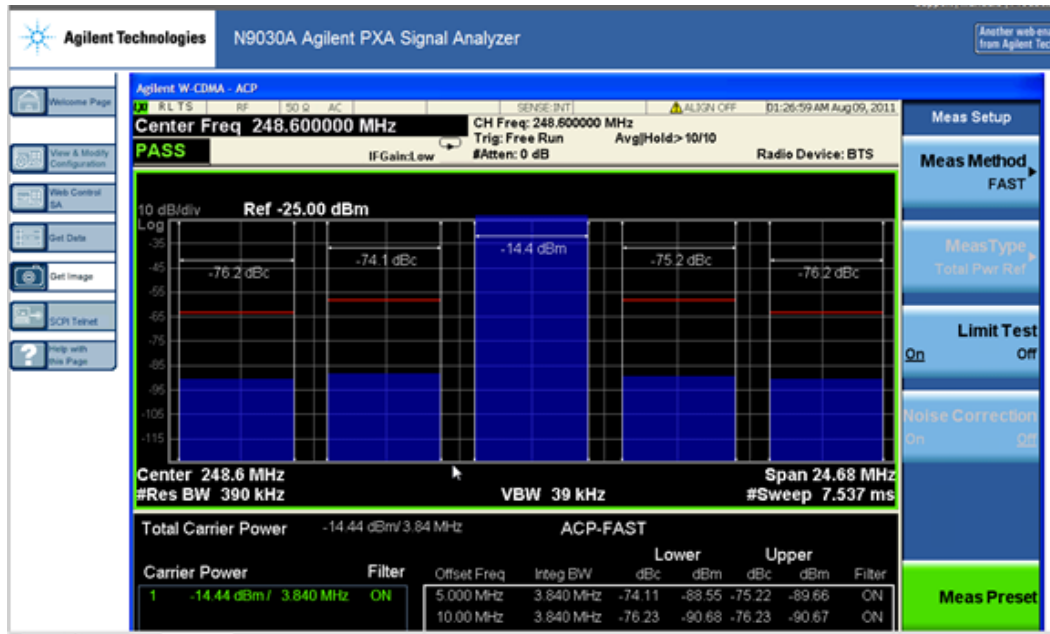 Agilent Technologies
N9030A Agilent PXA Signal Analyzer
Another web-ena
from Agilent Tec
Welcome Page
View & Modify
Configuration
Web Control
SA
Get Data
Get Image
SCPI Telnet
Help with
this Page
Agilent W-CDMA - ACP
LXI RL TS RF 50 Ω AC SENSE:INT ALIGN OFF 01:26:59 AM Aug 09, 2011
Center Freq 248.600000 MHz
CH Freq: 248.600000 MHz
PASS
IFGain:Low
Trig: Free Run Avg|Hold:> 10/10
#Atten: 0 dB Radio Device: BTS
10 dB/div Ref -25.00 dBm
Log
-35
-45
-55
-65
-75
-85
-95
-105
-115
-76.2 dBc
-74.1 dBc
-14.4 dBm
-75.2 dBc
-76.2 dBc
Center 248.6 MHz Span 24.68 MHz
#Res BW 390 kHz VBW 39 kHz #Sweep 7.537 ms
Total Carrier Power -14.44 dBm/ 3.84 MHz ACP-FAST
Lower Upper
Carrier Power Filter Offset Freq Integ BW dBc dBm dBc dBm Filter
1 -14.44 dBm / 3.840 MHz ON 5.000 MHz 3.840 MHz -74.11 -88.55 -75.22 -89.66 ON
10.00 MHz 3.840 MHz -76.23 -90.68 -76.23 -90.67 ON
Meas Setup
Meas Method
FAST
MeasType
Total Pwr Ref
Limit Test
On Off
Noise Correction
On Off
Meas Preset